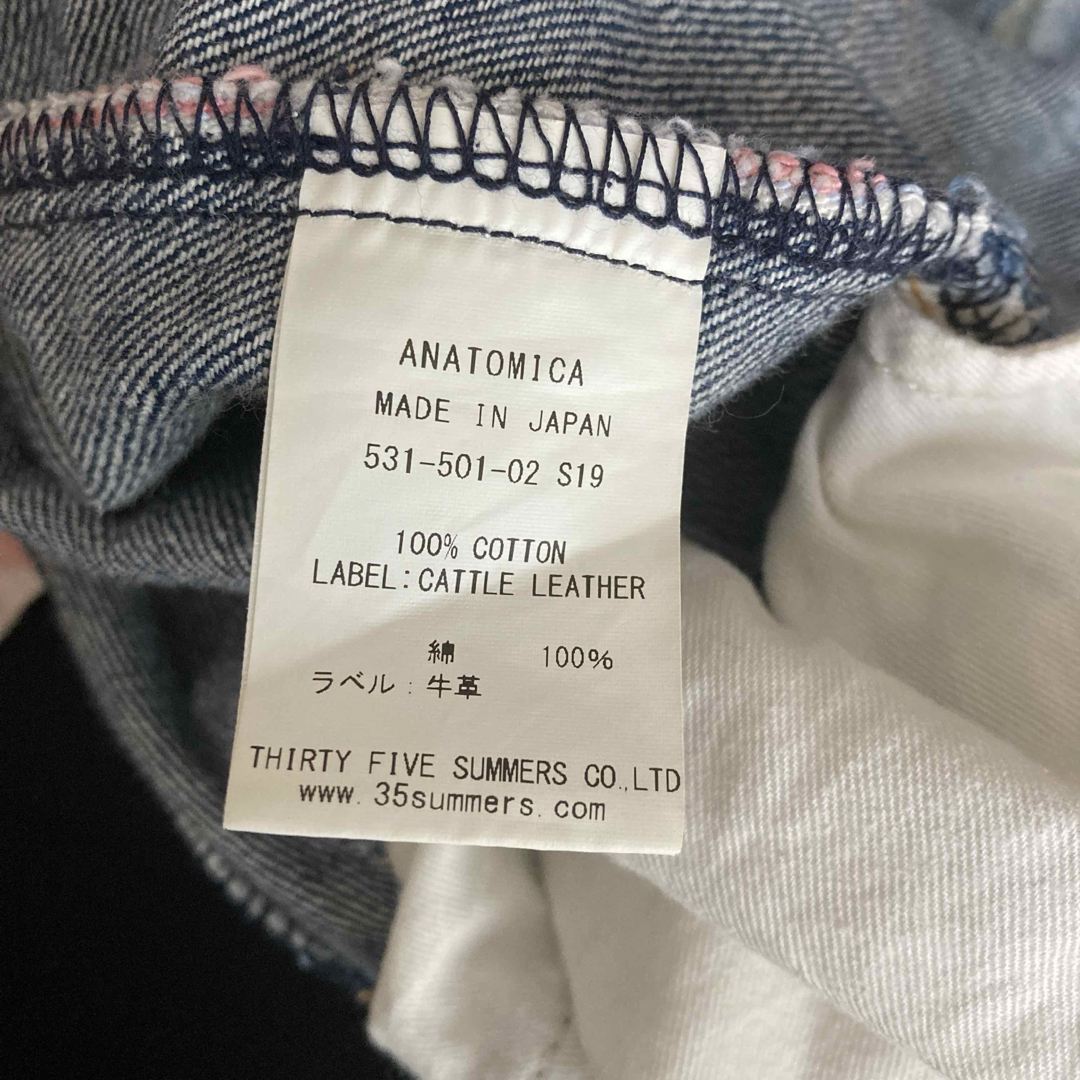 ANATOMICA
MADE IN JAPAN
531-501-02 S19
100% COTTON
LABEL:CATTLE LEATHER
綿 100%
ラベル:牛革
THIRTY FIVE SUMMERS CO.,LTD
www.35summers.com